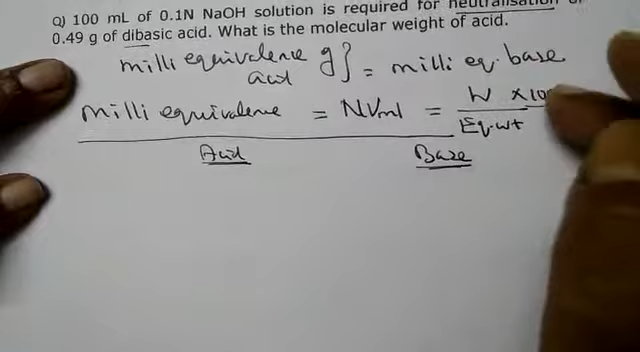 Q) 100 mL of 0.1N NaOH solution is required for neutralisation of
0.49 g of dibasic acid. What is the molecular weight of acid.
milli equivalence of acid } = milli eq. base
milli equivalence = NVml = W ×100 / Eq.wt
Acid Base